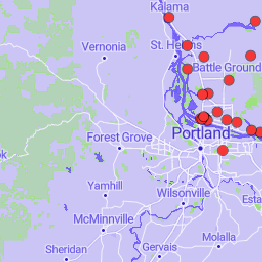 Kalama
Vernonia
St. Helens
Battle Ground
Forest Grove
Portland
Yamhill
Wilsonville
McMinnville
Molalla
Sheridan
Gervais